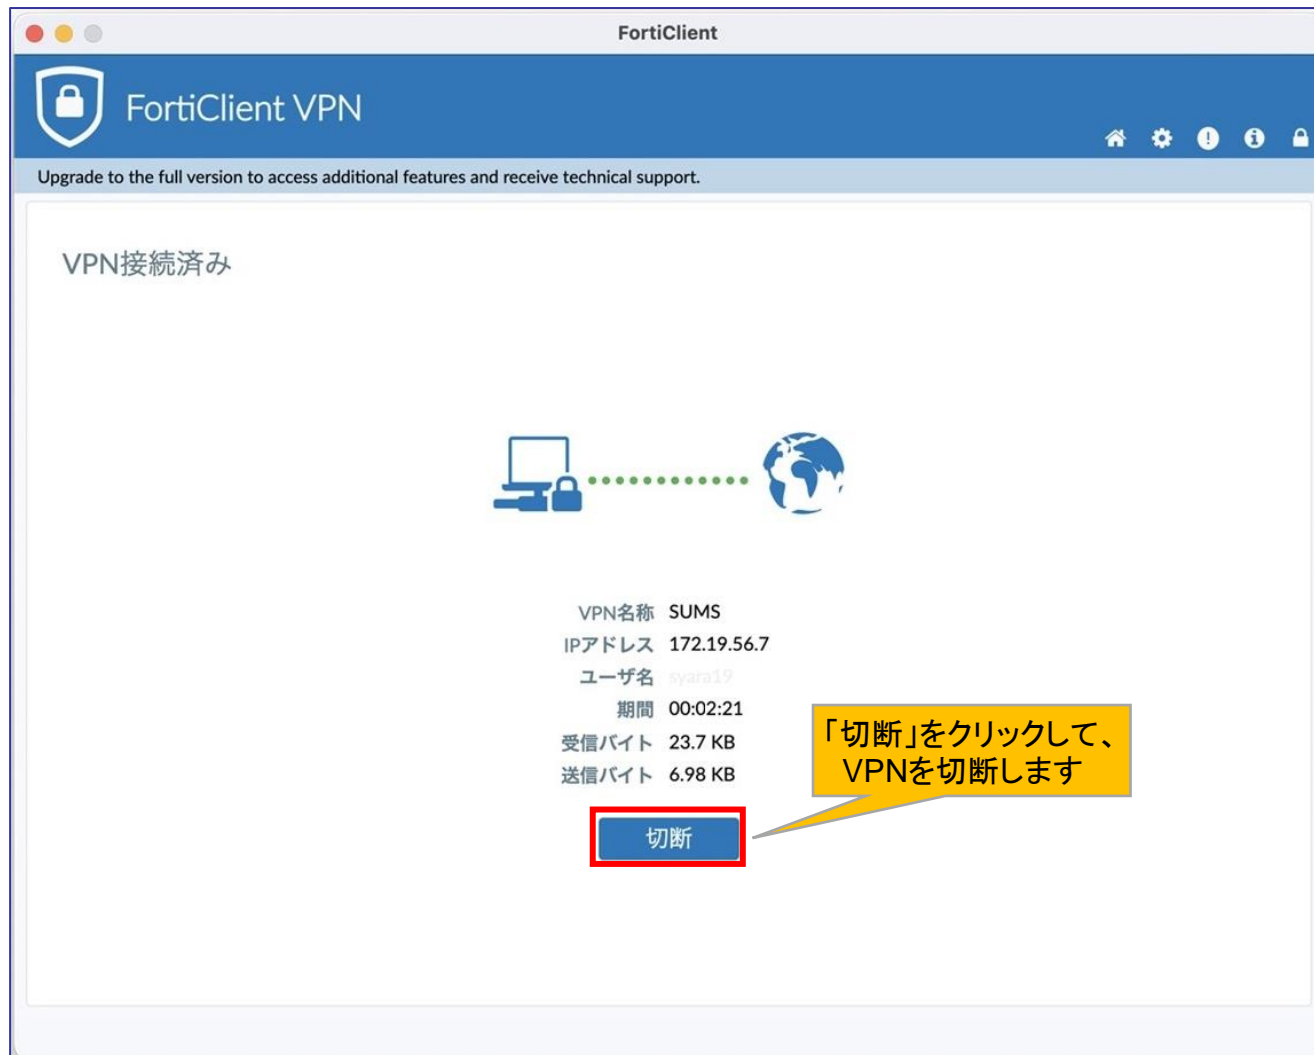 FortiClient
FortiClient VPN
Upgrade to the full version to access additional features and receive technical support.
VPN接続済み
VPN名称 SUMS
IPアドレス 172.19.56.7
ユーザ名 syara19
期間 00:02:21
受信バイト 23.7 KB
送信バイト 6.98 KB
「切断」をクリックして、
VPNを切断します
切断